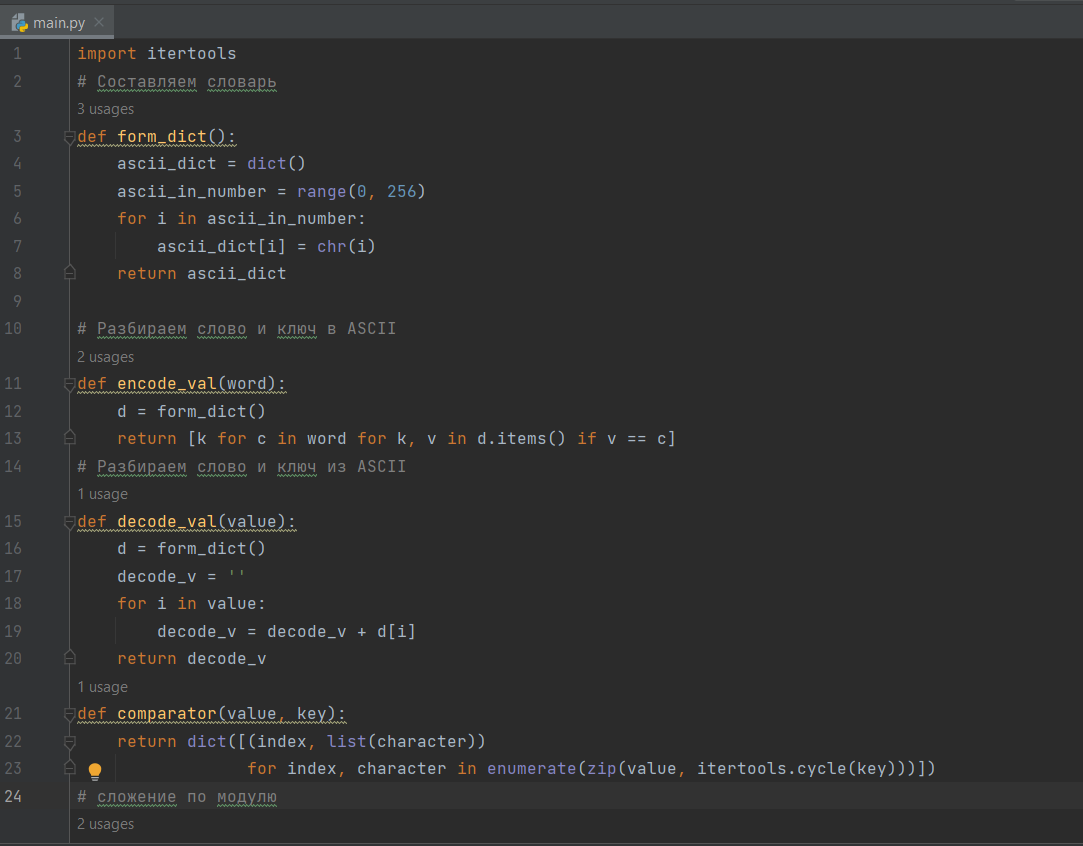 main.py
1 import itertools
2 # Составляем словарь
3 usages
3 def form_dict():
4     ascii_dict = dict()
5     ascii_in_number = range(0, 256)
6     for i in ascii_in_number:
7         ascii_dict[i] = chr(i)
8     return ascii_dict
9
10 # Разбираем слово и ключ в ASCII
2 usages
11 def encode_val(word):
12     d = form_dict()
13     return [k for c in word for k, v in d.items() if v == c]
14 # Разбираем слово и ключ из ASCII
1 usage
15 def decode_val(value):
16     d = form_dict()
17     decode_v = ''
18     for i in value:
19         decode_v = decode_v + d[i]
20     return decode_v
1 usage
21 def comparator(value, key):
22     return dict([(index, list(character))
23                  for index, character in enumerate(zip(value, itertools.cycle(key)))])
24 # сложение по модулю
2 usages